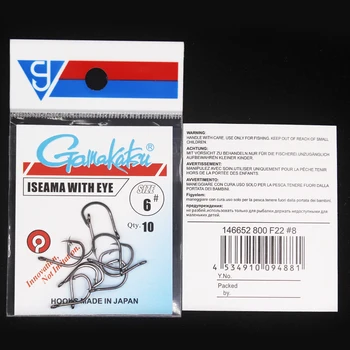 Gamakatsu
ISEAMA WITH EYE
SIZE
6#
Qty. 10
Innovation,
Not Imitation.
HOOKS MADE IN JAPAN
WARNING:
HANDLE WITH CARE. USE ONLY FOR FISHING. KEEP OUT OF REACH OF SMALL
CHILDREN.
ACHTUNG:
MIT VORSICHT ZU BEHANDELN, NUR FÜR DIE FISCHEREI
AUFBEWAHREN KLEINER KINDER.
AVERTISSEMENT:
AVEC SOIN ET UTILISER UNIQUEMENT POUR LA PÊCHE TENIR
HORS DE PORTÉE DES ENFANTS.
AVVERTIMENTO:
MANEGGIARE CON CURA USO SOLO PER LA PESCA TENERE FUORI DALLA
PORTATA DEI BAMBINI.
146652 800 F22 #8
4 534910 094881
Y.No.
Packed
by.